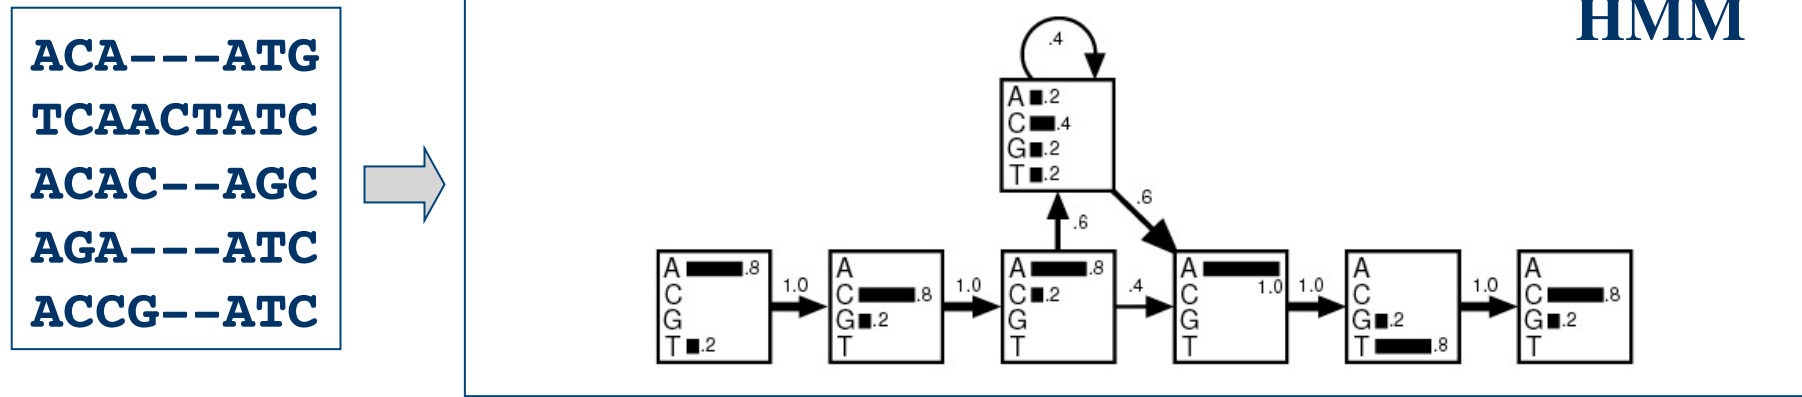 HMM
ACA---ATG
TCAACTATC
ACAC--AGC
AGA---ATC
ACCG--ATC
.4
A .2
C .4
G .2
T .2
.6
.6
A .8
C
G
T .2
1.0
A
C .8
G .2
T
1.0
A .8
C .2
G
T
.4
A
C 1.0
G
T
1.0
A
C
G .2
T .8
1.0
A
C .8
G .2
T